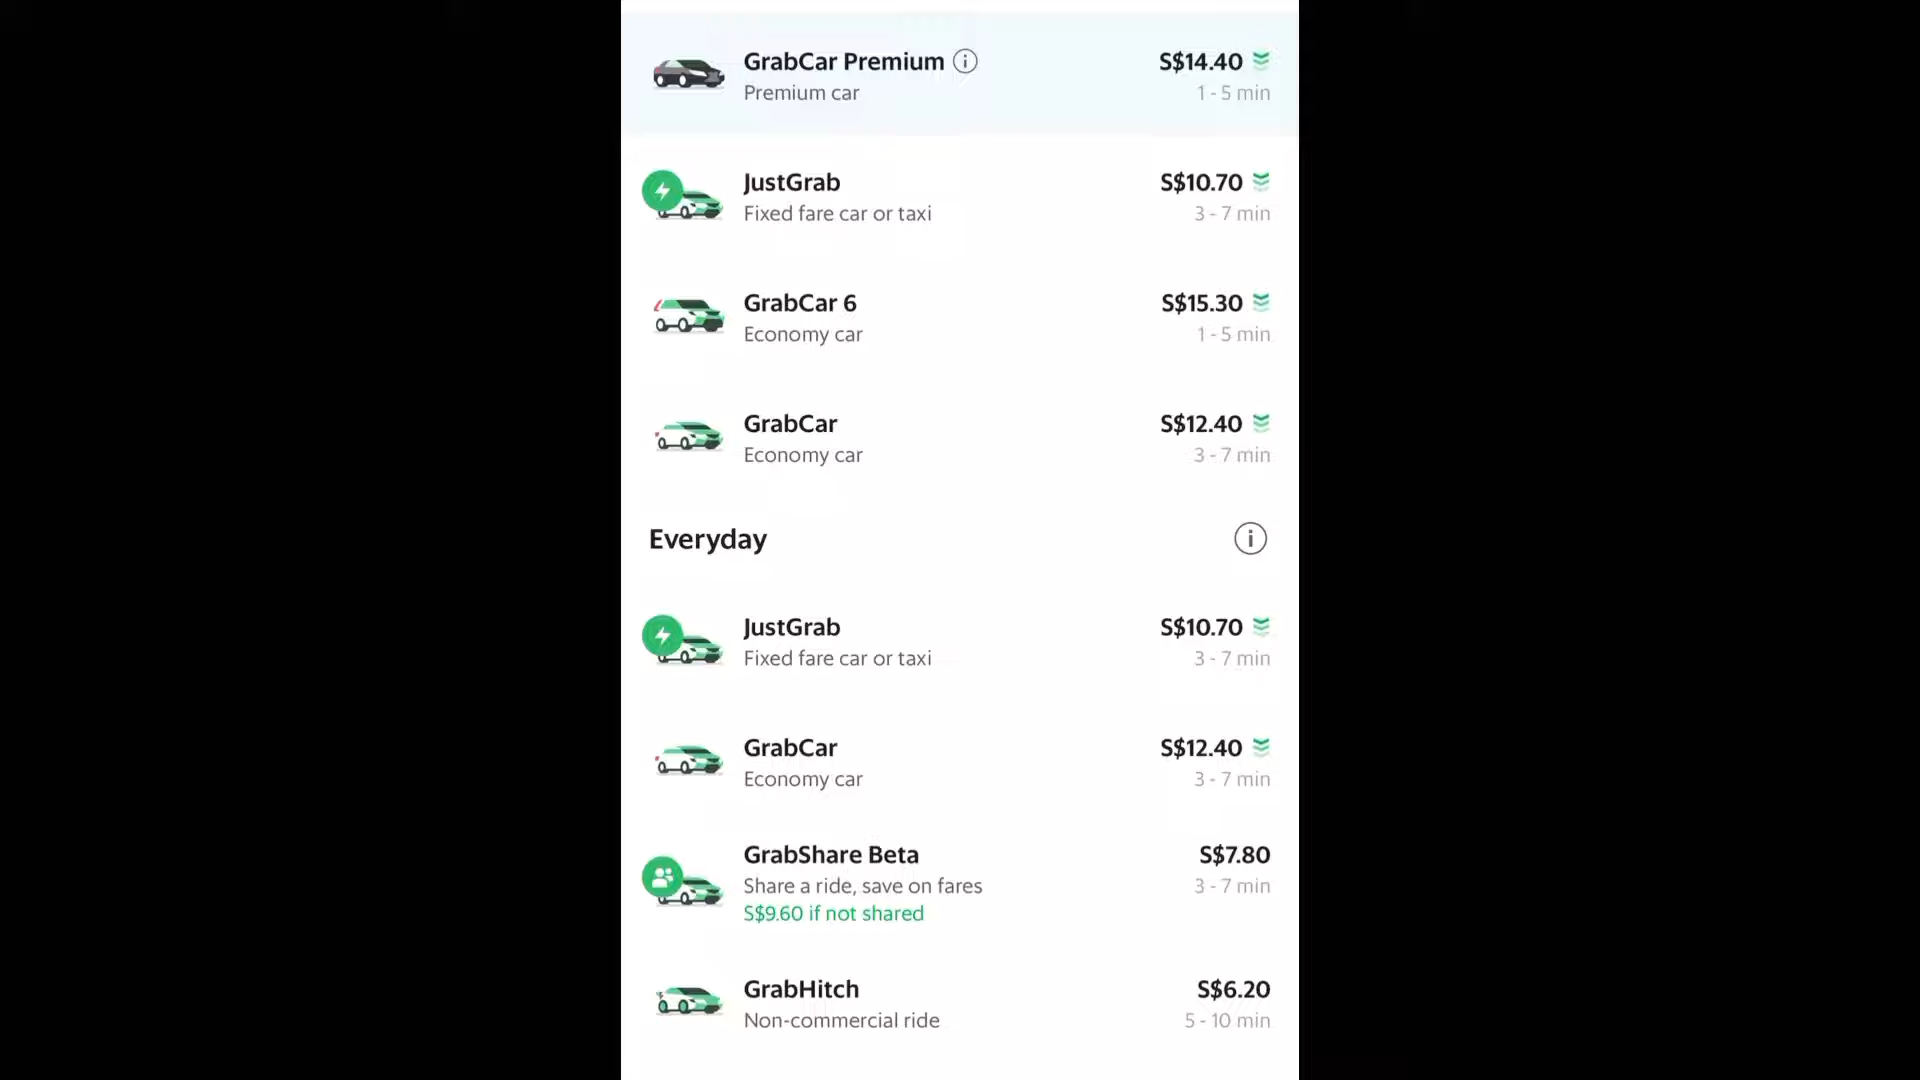 GrabCar Premium S$14.40
Premium car 1 - 5 min
JustGrab S$10.70
Fixed fare car or taxi 3 - 7 min
GrabCar 6 S$15.30
Economy car 1 - 5 min
GrabCar S$12.40
Economy car 3 - 7 min
Everyday
JustGrab S$10.70
Fixed fare car or taxi 3 - 7 min
GrabCar S$12.40
Economy car 3 - 7 min
GrabShare Beta S$7.80
Share a ride, save on fares 3 - 7 min
S$9.60 if not shared
GrabHitch S$6.20
Non-commercial ride 5 - 10 min